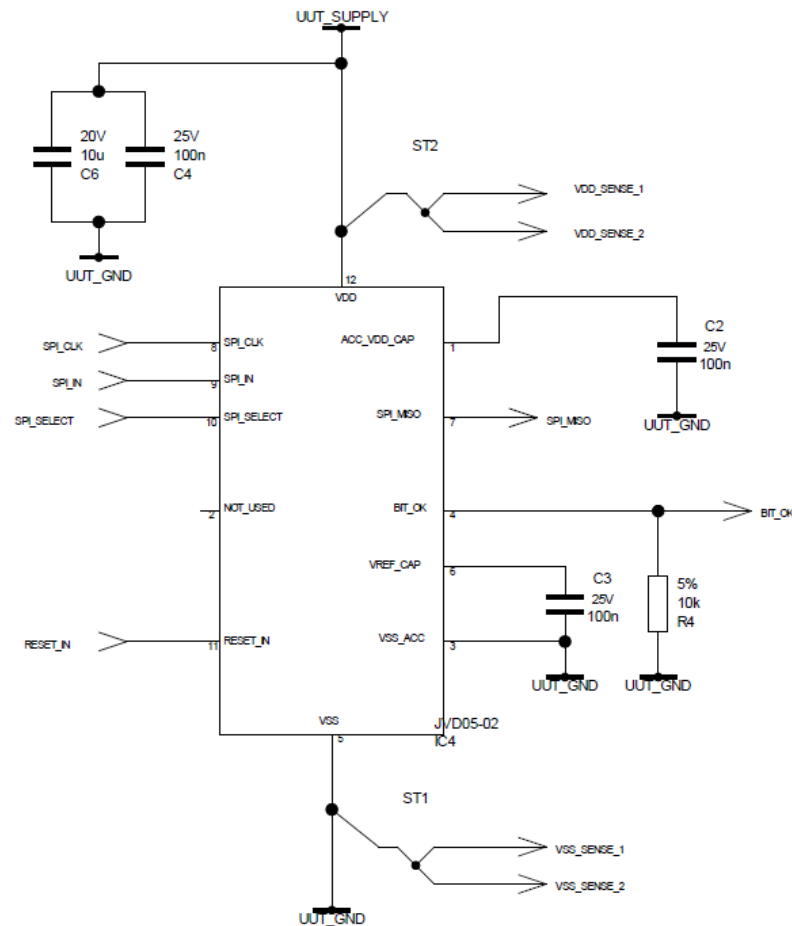 UUT_SUPPLY
20V
10u
C6
25V
100n
C4
UUT_GND
ST2
VDD_SENSE_1
VDD_SENSE_2
12
VDD
SPI_CLK
8
SPI_CLK
ACC_VDD_CAP
1
C2
25V
100n
UUT_GND
SPI_IN
9
SPI_IN
SPI_SELECT
10
SPI_SELECT
SPI_MISO
7
SPI_MISO
2
NOT_USED
BIT_OK
4
BIT_OK
VREF_CAP
6
C3
25V
100n
UUT_GND
5%
10k
R4
UUT_GND
RESET_IN
11
RESET_IN
VSS_ACC
3
VSS
5
JVD05-02
IC4
ST1
VSS_SENSE_1
VSS_SENSE_2
UUT_GND